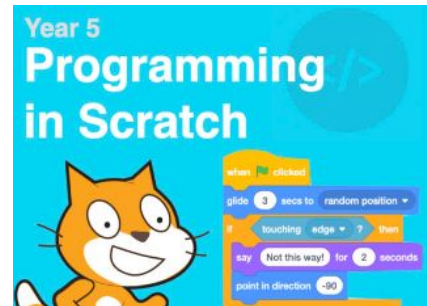 Year 5
Programming
in Scratch
</>
when clicked
glide 3 secs to random position
if touching edge ? then
say Not this way! for 2 seconds
point in direction -90